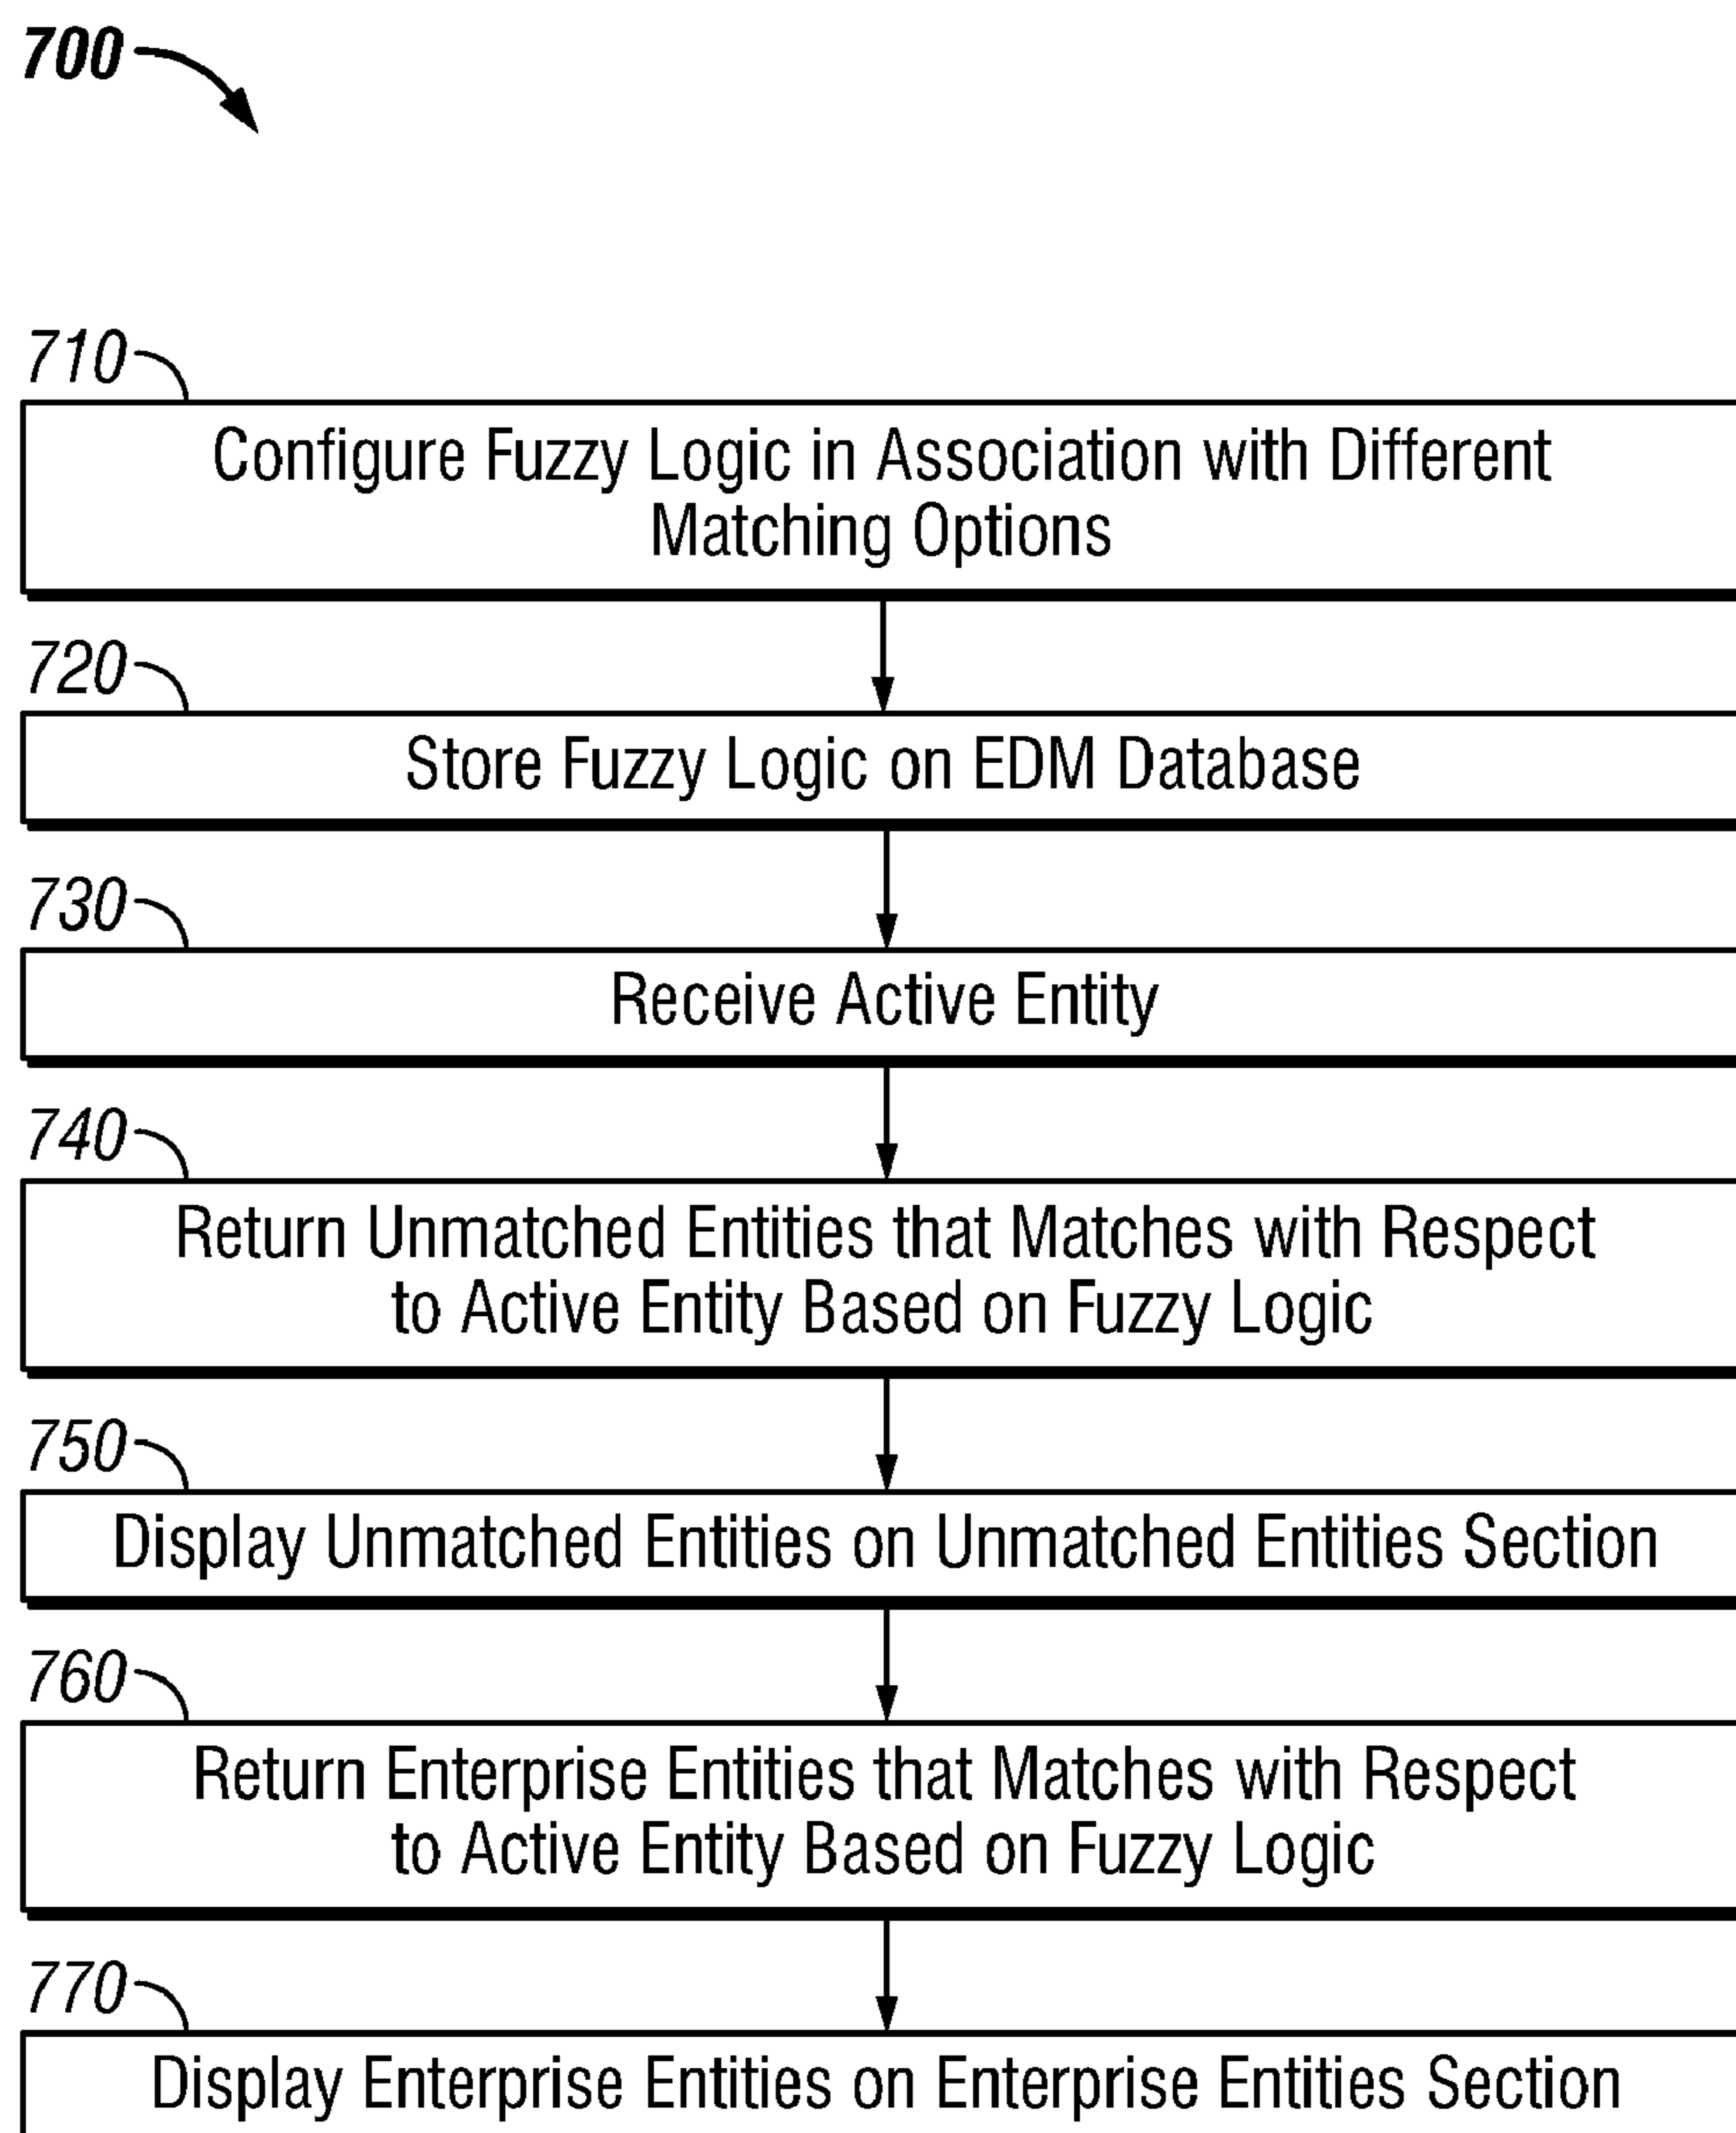 700
710
Configure Fuzzy Logic in Association with Different
Matching Options
720
Store Fuzzy Logic on EDM Database
730
Receive Active Entity
740
Return Unmatched Entities that Matches with Respect
to Active Entity Based on Fuzzy Logic
750
Display Unmatched Entities on Unmatched Entities Section
760
Return Enterprise Entities that Matches with Respect
to Active Entity Based on Fuzzy Logic
770
Display Enterprise Entities on Enterprise Entities Section